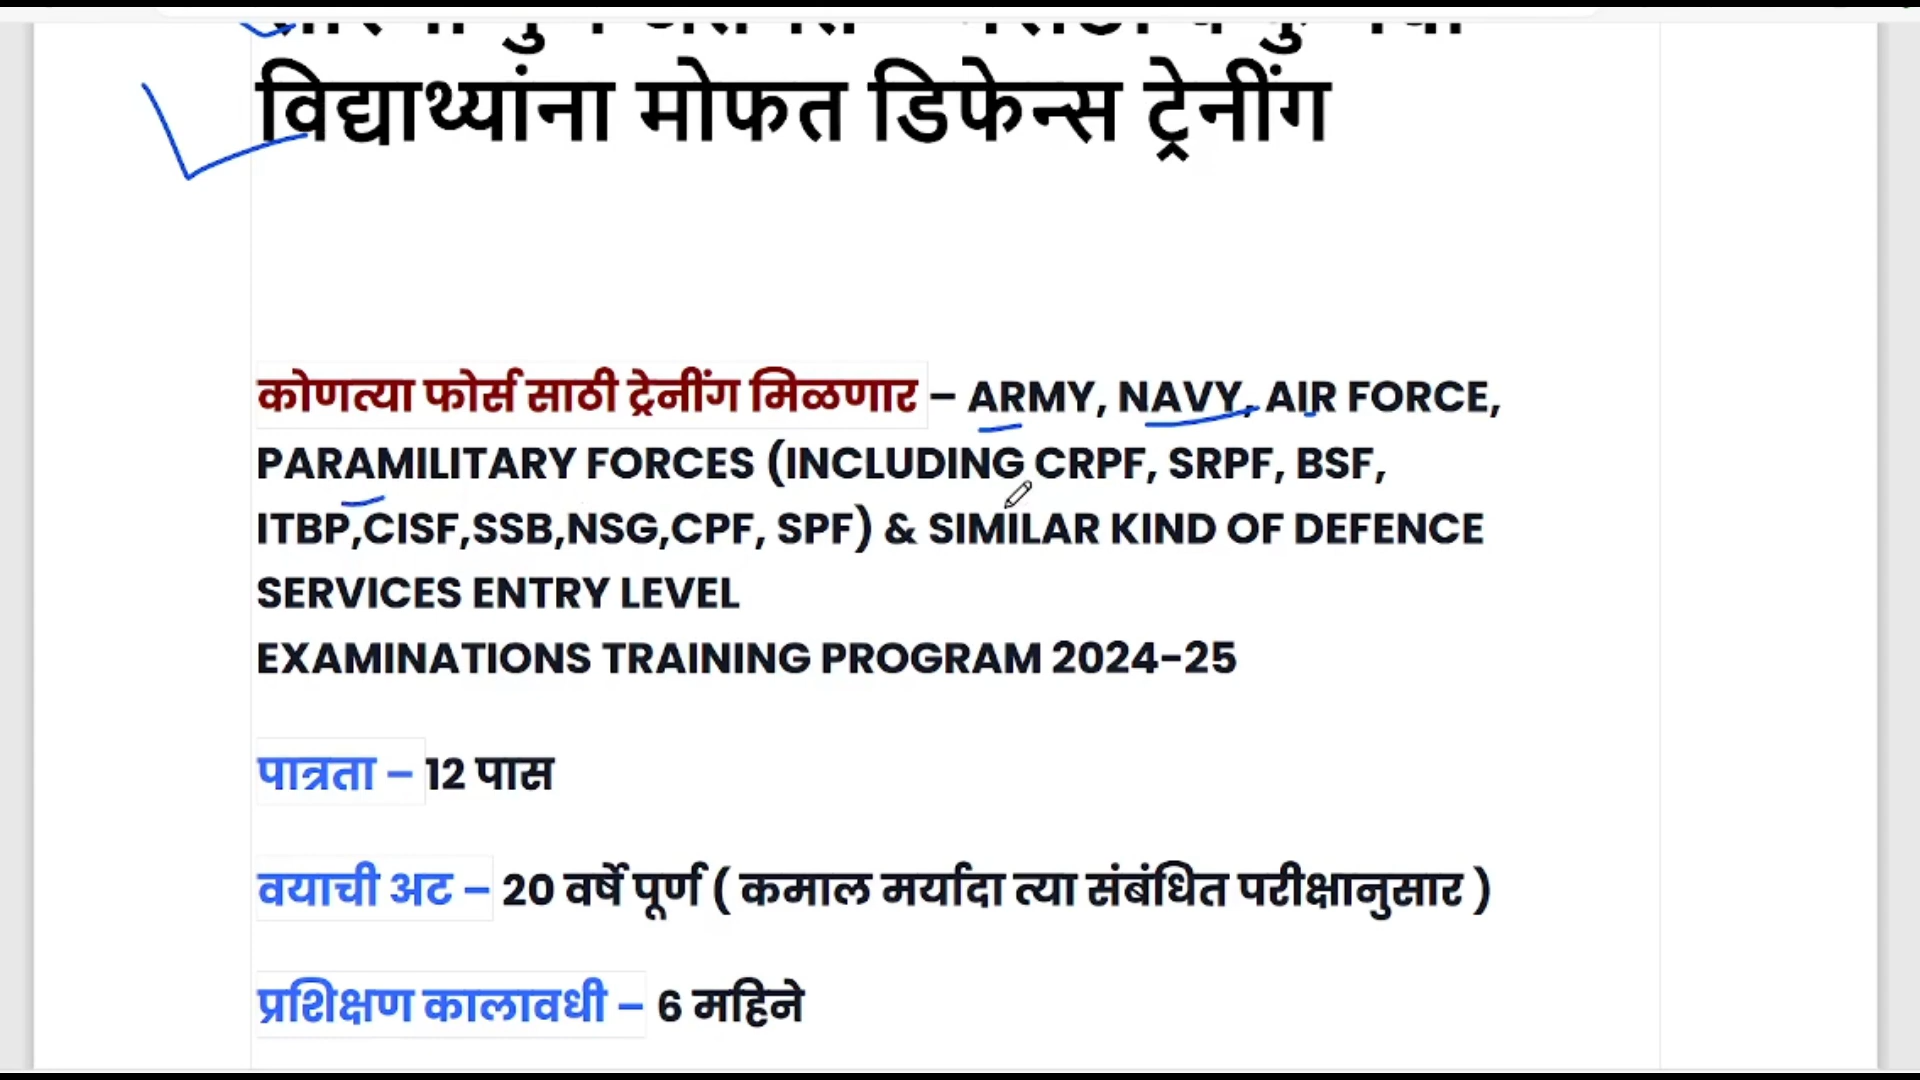 विद्यार्थ्यांना मोफत डिफेन्स ट्रेनींग
कोणत्या फोर्स साठी ट्रेनींग मिळणार – ARMY, NAVY, AIR FORCE,
PARAMILITARY FORCES (INCLUDING CRPF, SRPF, BSF,
ITBP,CISF,SSB,NSG,CPF, SPF) & SIMILAR KIND OF DEFENCE
SERVICES ENTRY LEVEL
EXAMINATIONS TRAINING PROGRAM 2024-25
पात्रता – 12 पास
वयाची अट – 20 वर्षे पूर्ण ( कमाल मर्यादा त्या संबंधित परीक्षानुसार )
प्रशिक्षण कालावधी – 6 महिने